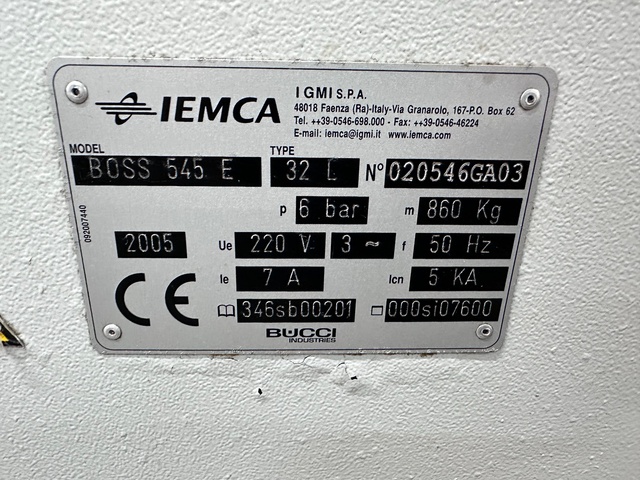 IEMCA
I GMI S.P.A.
48018 Faenza (Ra)-Italy-Via Granarolo, 167-P.O. Box 62
Tel. ++39-0546-698.000 - Fax: ++39-0546-46224
E-mail: iemca@igmi.it www.iemca.com
MODEL TYPE
BOSS 545 E 32 L N° 020546GA03
p 6 bar m 860 Kg
2005 Ue 220 V 3 ~ f 50 Hz
Ie 7 A Icn 5 KA
CE 346sb00201 000si07600
BUCCI
INDUSTRIES
092007440